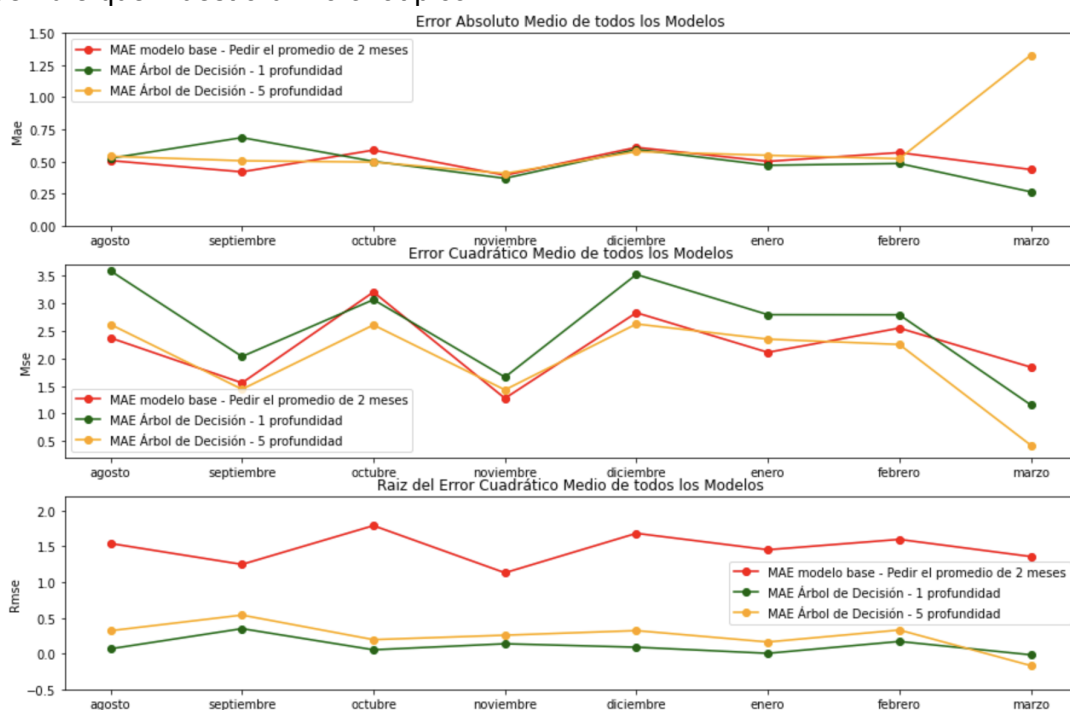 Error Absoluto Medio de todos los Modelos
1.50
1.25
1.00
0.75
0.50
0.25
0.00
Mae
MAE modelo base - Pedir el promedio de 2 meses
MAE Árbol de Decisión - 1 profundidad
MAE Árbol de Decisión - 5 profundidad
agosto septiembre octubre noviembre diciembre enero febrero marzo
Error Cuadrático Medio de todos los Modelos
3.5
3.0
2.5
2.0
1.5
1.0
0.5
Mse
MAE modelo base - Pedir el promedio de 2 meses
MAE Árbol de Decisión - 1 profundidad
MAE Árbol de Decisión - 5 profundidad
agosto septiembre octubre noviembre diciembre enero febrero marzo
Raiz del Error Cuadrático Medio de todos los Modelos
2.0
1.5
1.0
0.5
0.0
−0.5
Rmse
MAE modelo base - Pedir el promedio de 2 meses
MAE Árbol de Decisión - 1 profundidad
MAE Árbol de Decisión - 5 profundidad
agosto septiembre octubre noviembre diciembre enero febrero marzo